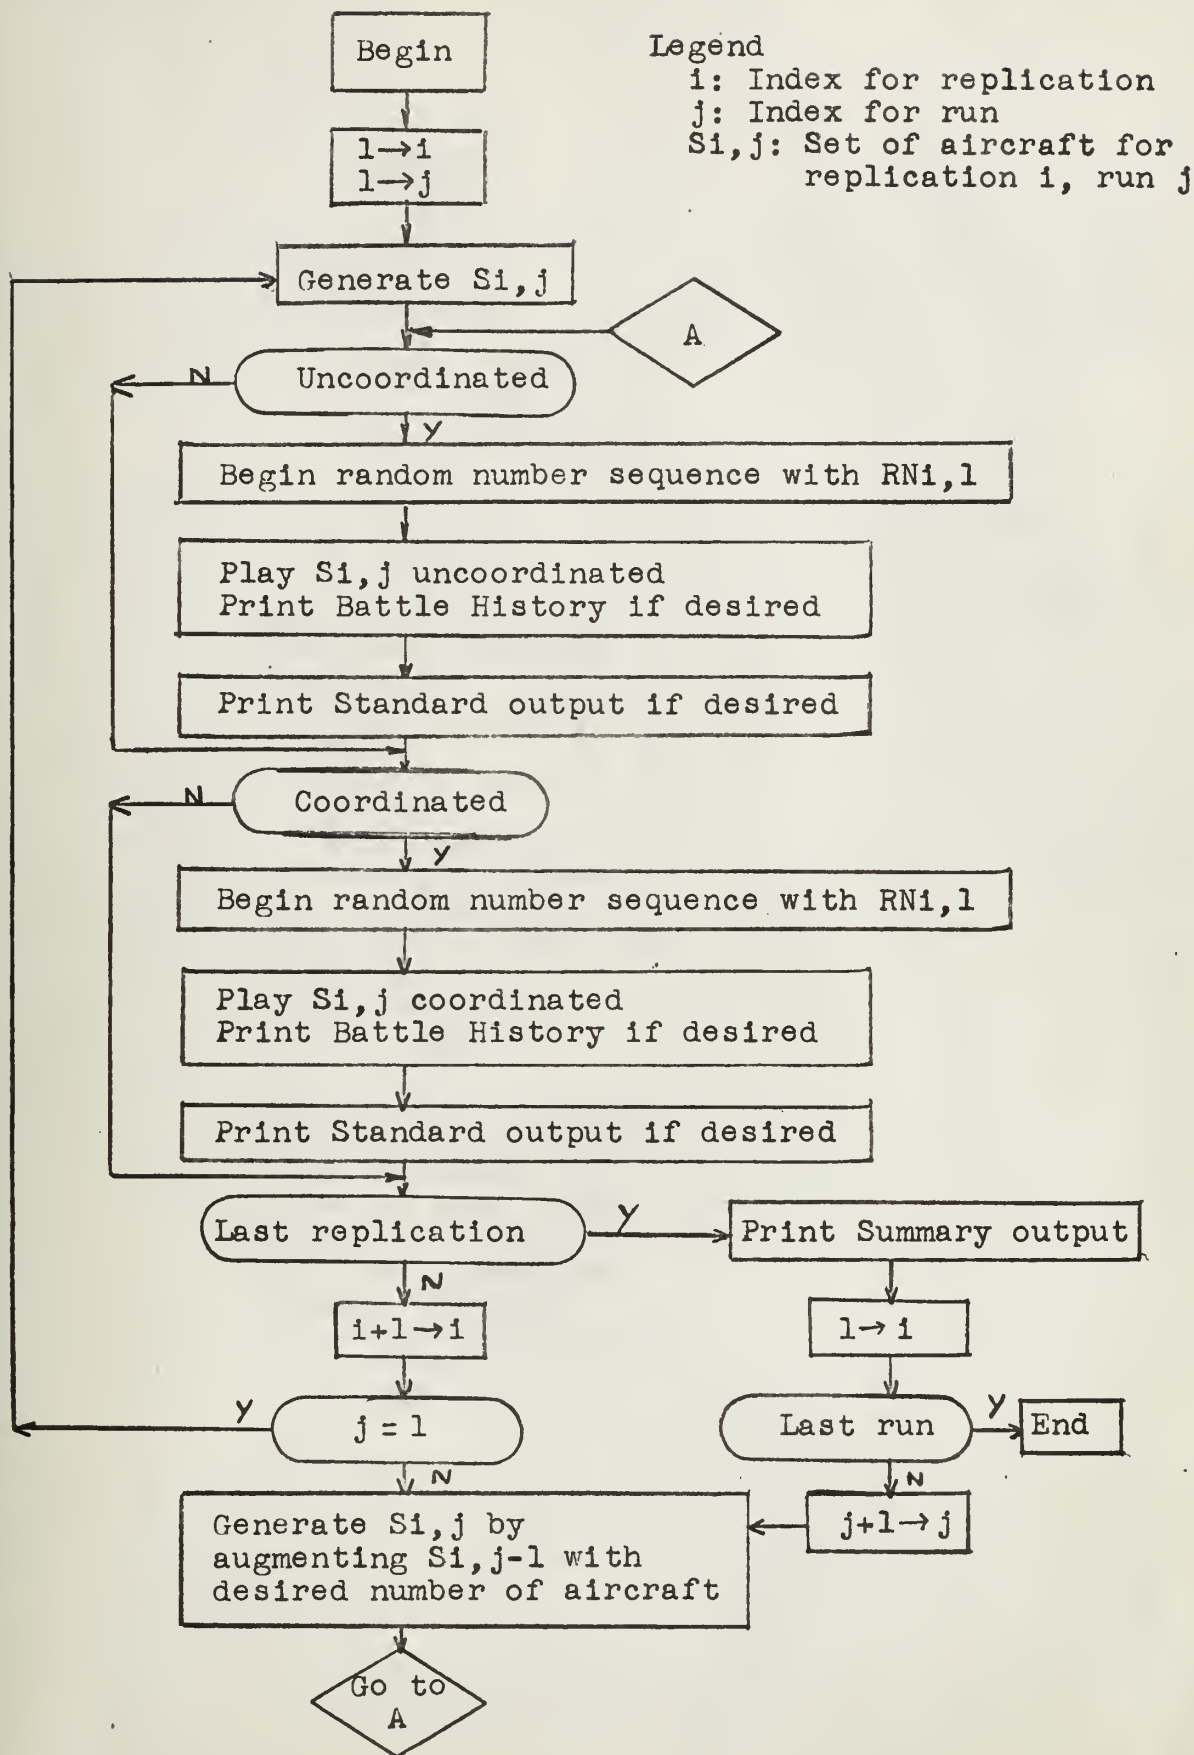 Begin
Legend
i: Index for replication
j: Index for run
Si,j: Set of aircraft for
replication i, run j
1→i
1→j
Generate Si,j
A
Uncoordinated
N
Y
Begin random number sequence with RNi,1
Play Si,j uncoordinated
Print Battle History if desired
Print Standard output if desired
Coordinated
N
Y
Begin random number sequence with RNi,1
Play Si,j coordinated
Print Battle History if desired
Print Standard output if desired
Last replication
Y
Print Summary output
N
i+1→i
1→i
Y
j = 1
Last run
Y
End
N
N
j+1→j
Generate Si,j by
augmenting Si,j-1 with
desired number of aircraft
Go to
A